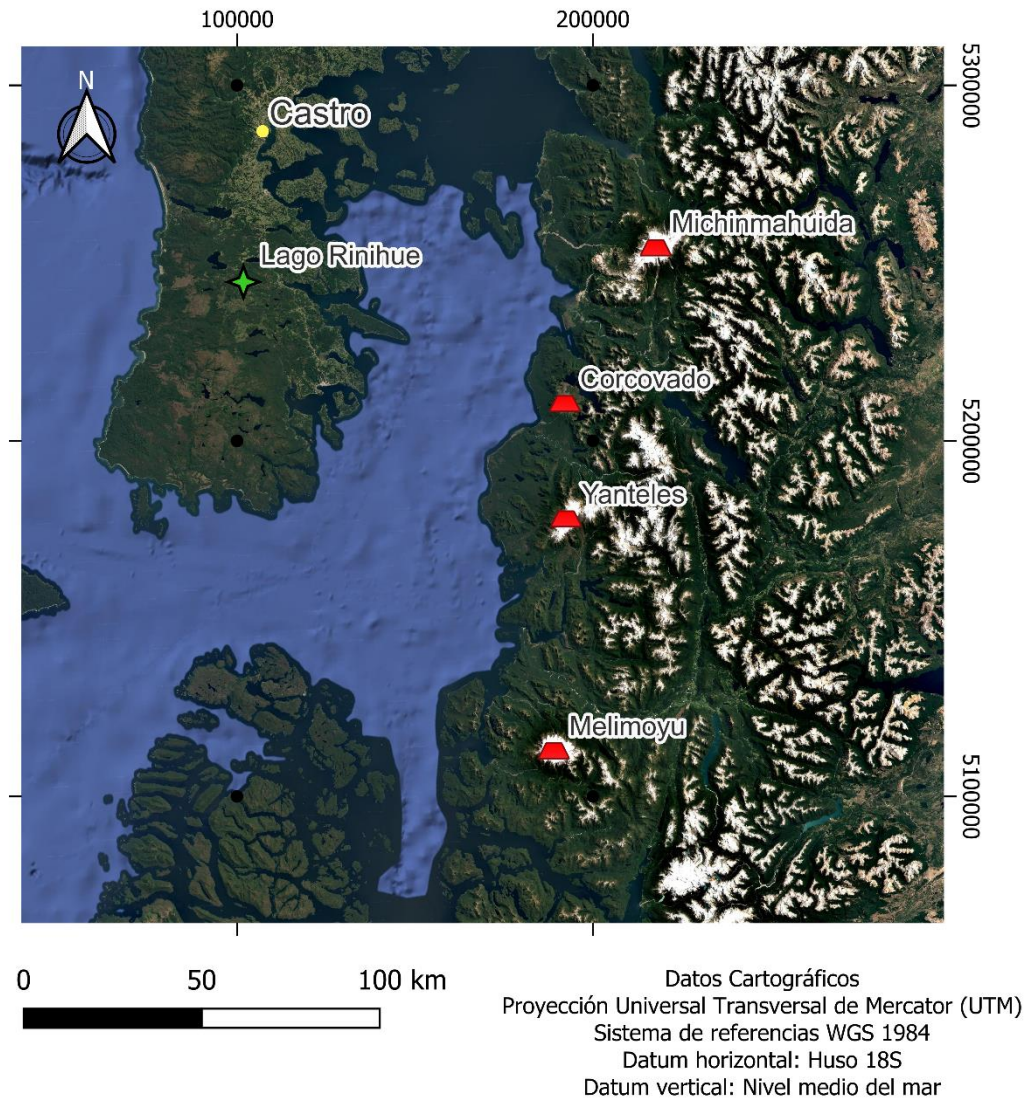 100000 200000
N
5300000
Castro
Michinmahuida
Lago Rinihue
Corcovado
5200000
Yanteles
Melimoyu
5100000
0 50 100 km
Datos Cartográficos
Proyección Universal Transversal de Mercator (UTM)
Sistema de referencias WGS 1984
Datum horizontal: Huso 18S
Datum vertical: Nivel medio del mar